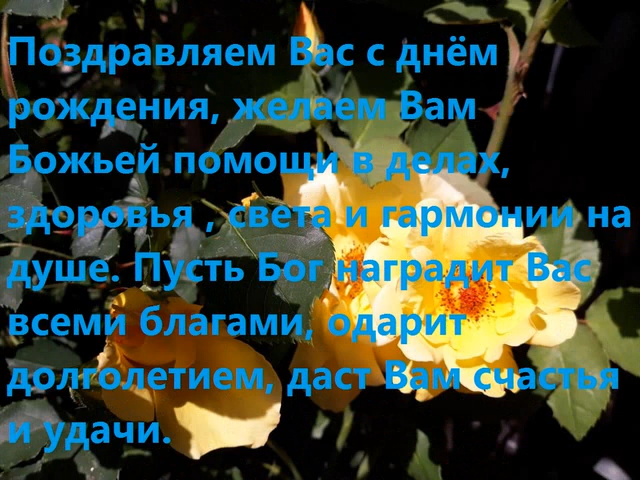 Поздравляем Вас с днём
рождения, желаем Вам
Божьей помощи в делах,
здоровья , света и гармонии на
душе. Пусть Бог наградит Вас
всеми благами, одарит
долголетием, даст Вам счастья
и удачи.